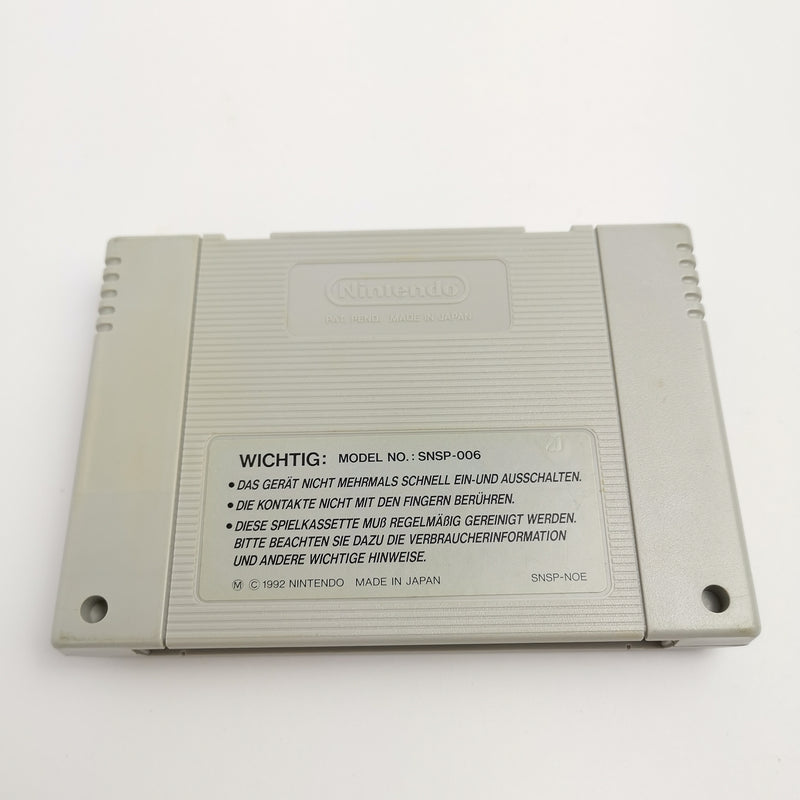 Nintendo
PAT. PEND. MADE IN JAPAN
WICHTIG: MODEL NO.: SNSP-006
• DAS GERÄT NICHT MEHRMALS SCHNELL EIN-UND AUSSCHALTEN.
• DIE KONTAKTE NICHT MIT DEN FINGERN BERÜHREN.
• DIESE SPIELKASSETTE MUß REGELMÄßIG GEREINIGT WERDEN.
BITTE BEACHTEN SIE DAZU DIE VERBRAUCHERINFORMATION
UND ANDERE WICHTIGE HINWEISE.
Ⓜ © 1992 NINTENDO MADE IN JAPAN SNSP-NOE